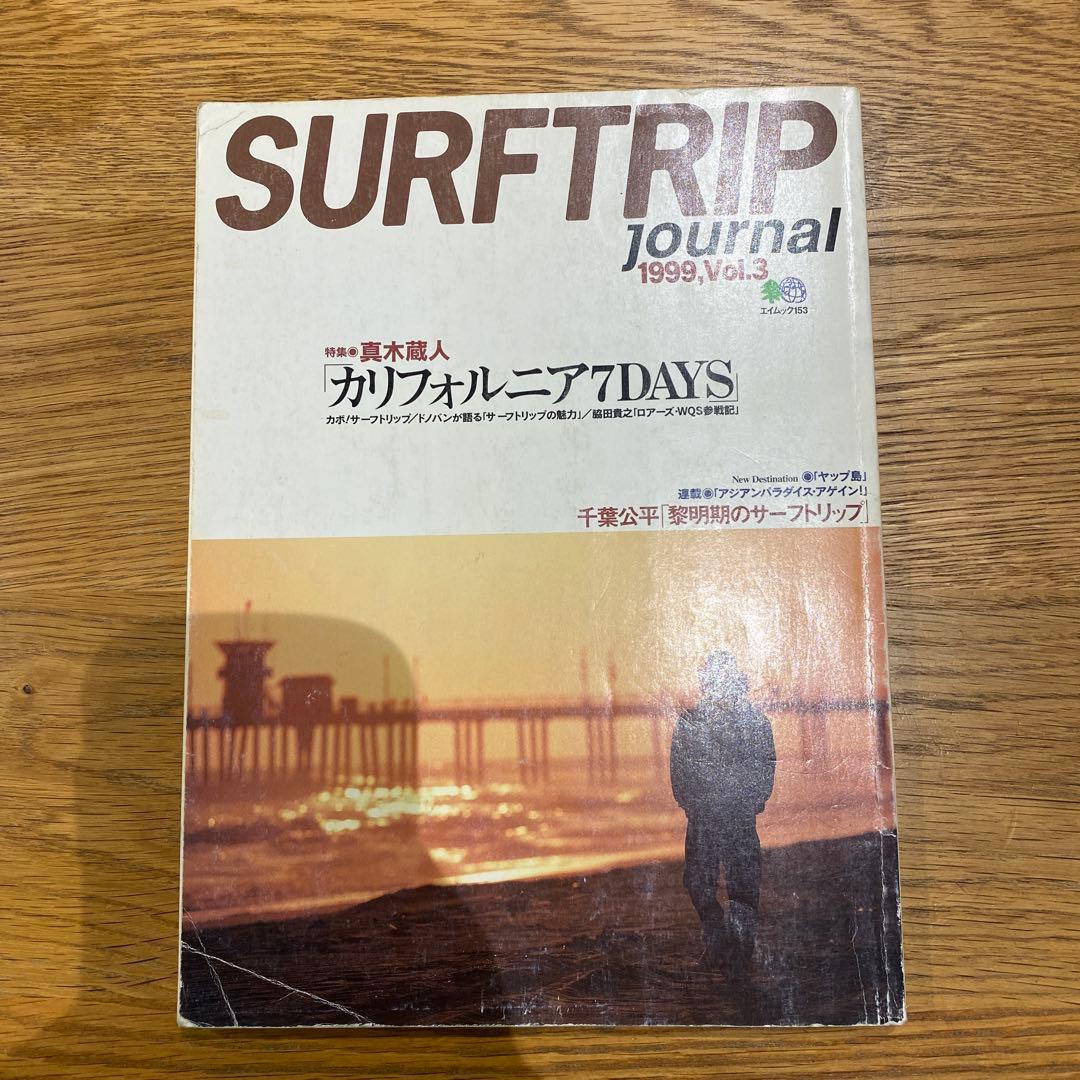 SURFTRIP
journal
1999,Vol.3
エイムック153
特集◉真木蔵人
「カリフォルニア7DAYS」
カボ!サーフトリップ/ドノバンが語る「サーフトリップの魅力」/脇田貴之「ロアーズ・WQS参戦記」
New Destination ◉「ヤップ島」
連載◉「アジアンパラダイス・アゲイン!」
千葉公平「黎明期のサーフトリップ」